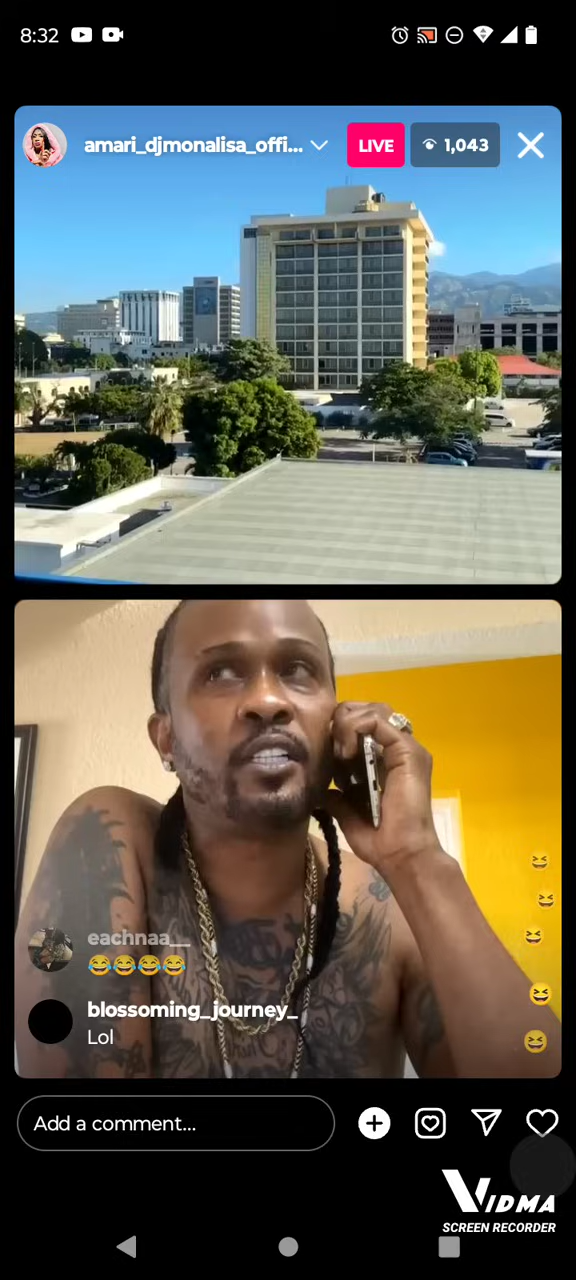 8:32
amari_djmonalisa_offi...
LIVE
1,043
eachnaa__
😂😂😂😂
blossoming_journey_
Lol
Add a comment...
VIDMA
SCREEN RECORDER